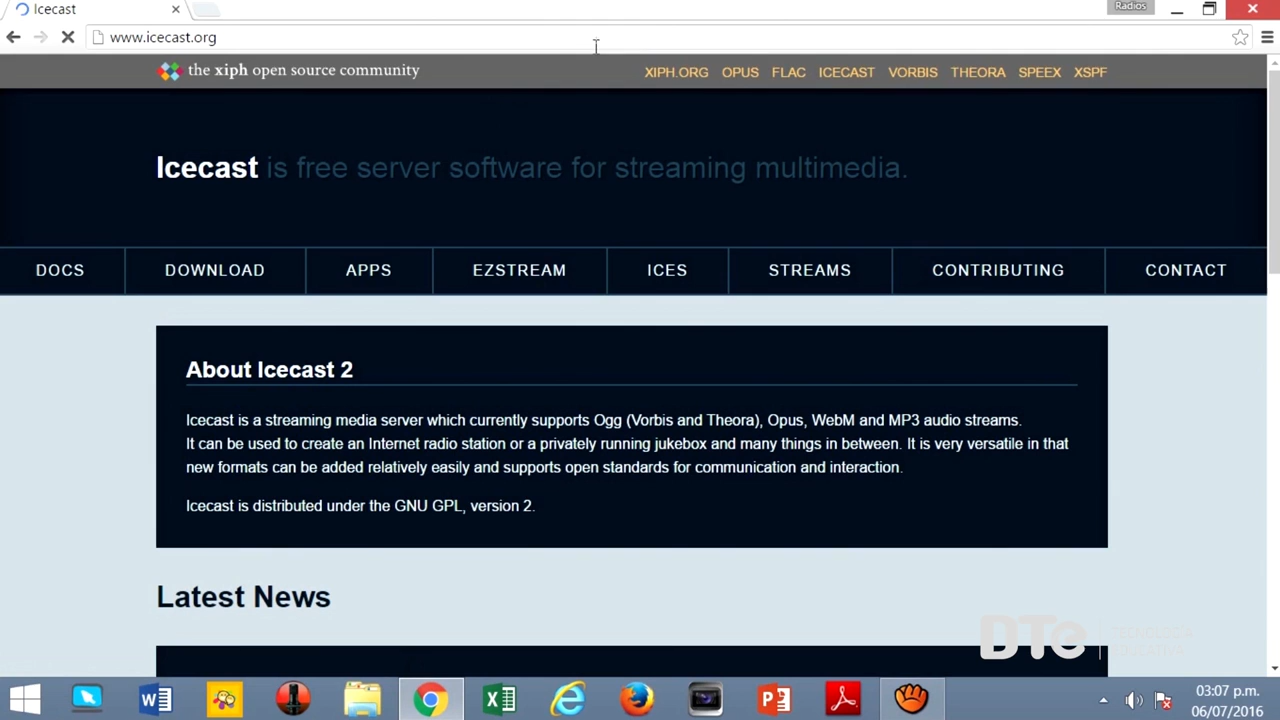 Icecast
Radios
www.icecast.org
the xiph open source community
XIPH.ORG OPUS FLAC ICECAST VORBIS THEORA SPEEX XSPF
Icecast is free server software for streaming multimedia.
DOCS DOWNLOAD APPS EZSTREAM ICES STREAMS CONTRIBUTING CONTACT
About Icecast 2
Icecast is a streaming media server which currently supports Ogg (Vorbis and Theora), Opus, WebM and MP3 audio streams.
It can be used to create an Internet radio station or a privately running jukebox and many things in between. It is very versatile in that
new formats can be added relatively easily and supports open standards for communication and interaction.
Icecast is distributed under the GNU GPL, version 2.
Latest News
DTe
TECNOLOGÍA
EDUCATIVA
03:07 p.m.
06/07/2016